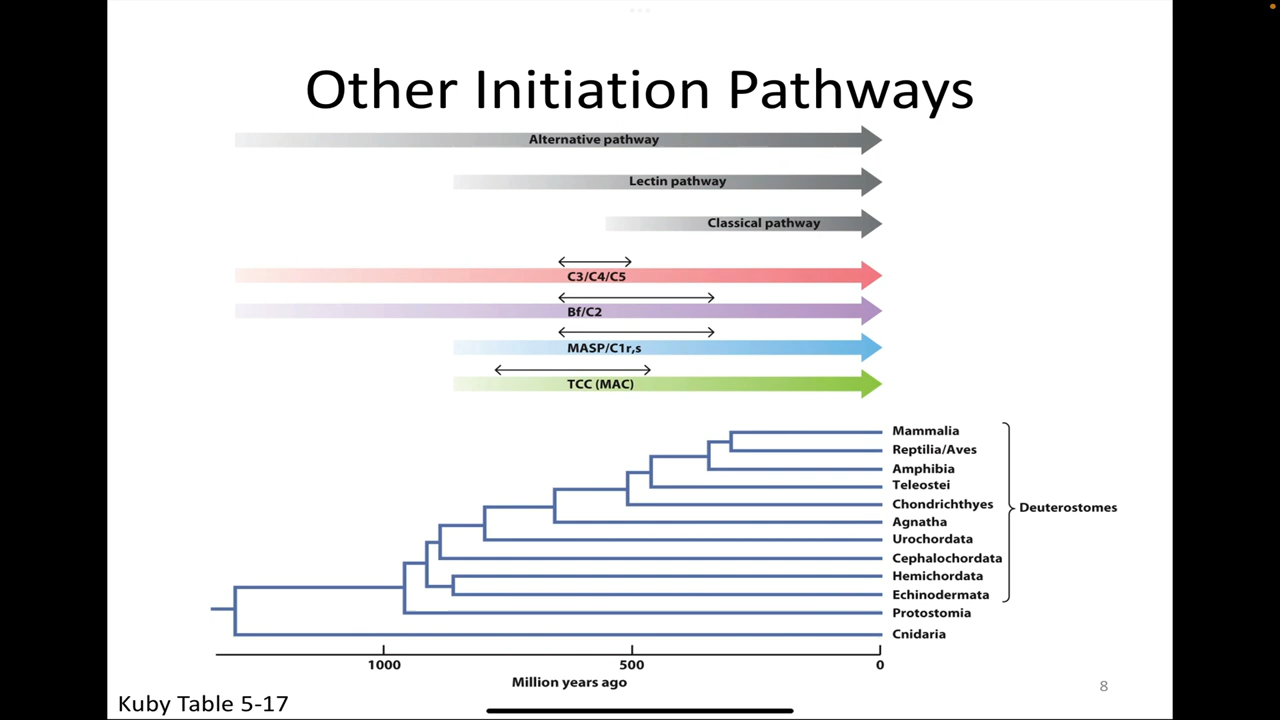 Other Initiation Pathways
Alternative pathway
Lectin pathway
Classical pathway
C3/C4/C5
Bf/C2
MASP/C1r,s
TCC (MAC)
Mammalia
Reptilia/Aves
Amphibia
Teleostei
Chondrichthyes
Deuterostomes
Agnatha
Urochordata
Cephalochordata
Hemichordata
Echinodermata
Protostomia
Cnidaria
1000 500 0
Million years ago
8
Kuby Table 5-17